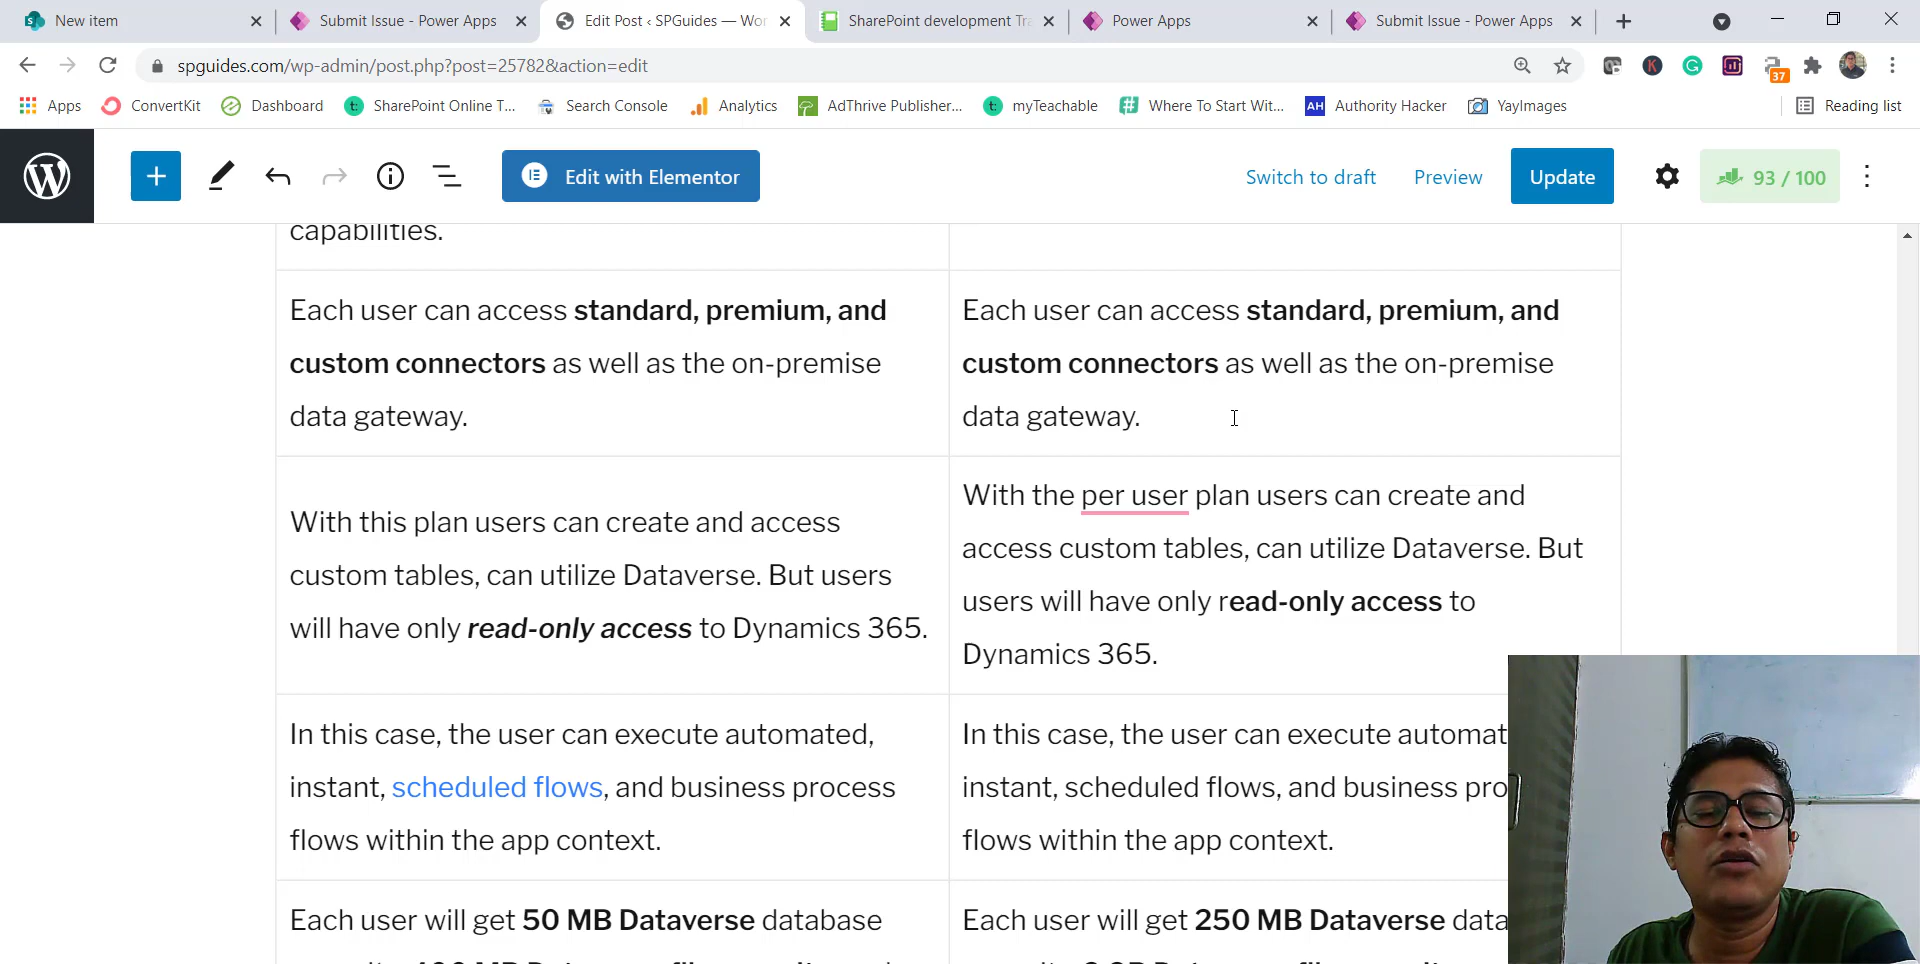 New item
Submit Issue - Power Apps
Edit Post ‹ SPGuides — Wor
SharePoint development Tra
Power Apps
Submit Issue - Power Apps
spguides.com/wp-admin/post.php?post=25782&action=edit
37
Apps
ConvertKit
Dashboard
SharePoint Online T...
Search Console
Analytics
AdThrive Publisher...
myTeachable
Where To Start Wit...
AH
Authority Hacker
YayImages
Reading list
Edit with Elementor
Switch to draft
Preview
Update
93 / 100
capabilities.
Each user can access standard, premium, and
custom connectors as well as the on-premise
data gateway.
Each user can access standard, premium, and
custom connectors as well as the on-premise
data gateway.
With this plan users can create and access
custom tables, can utilize Dataverse. But users
will have only read-only access to Dynamics 365.
With the per user plan users can create and
access custom tables, can utilize Dataverse. But
users will have only read-only access to
Dynamics 365.
In this case, the user can execute automated,
instant, scheduled flows, and business process
flows within the app context.
In this case, the user can execute automat
instant, scheduled flows, and business pro
flows within the app context.
Each user will get 50 MB Dataverse database
Each user will get 250 MB Dataverse data